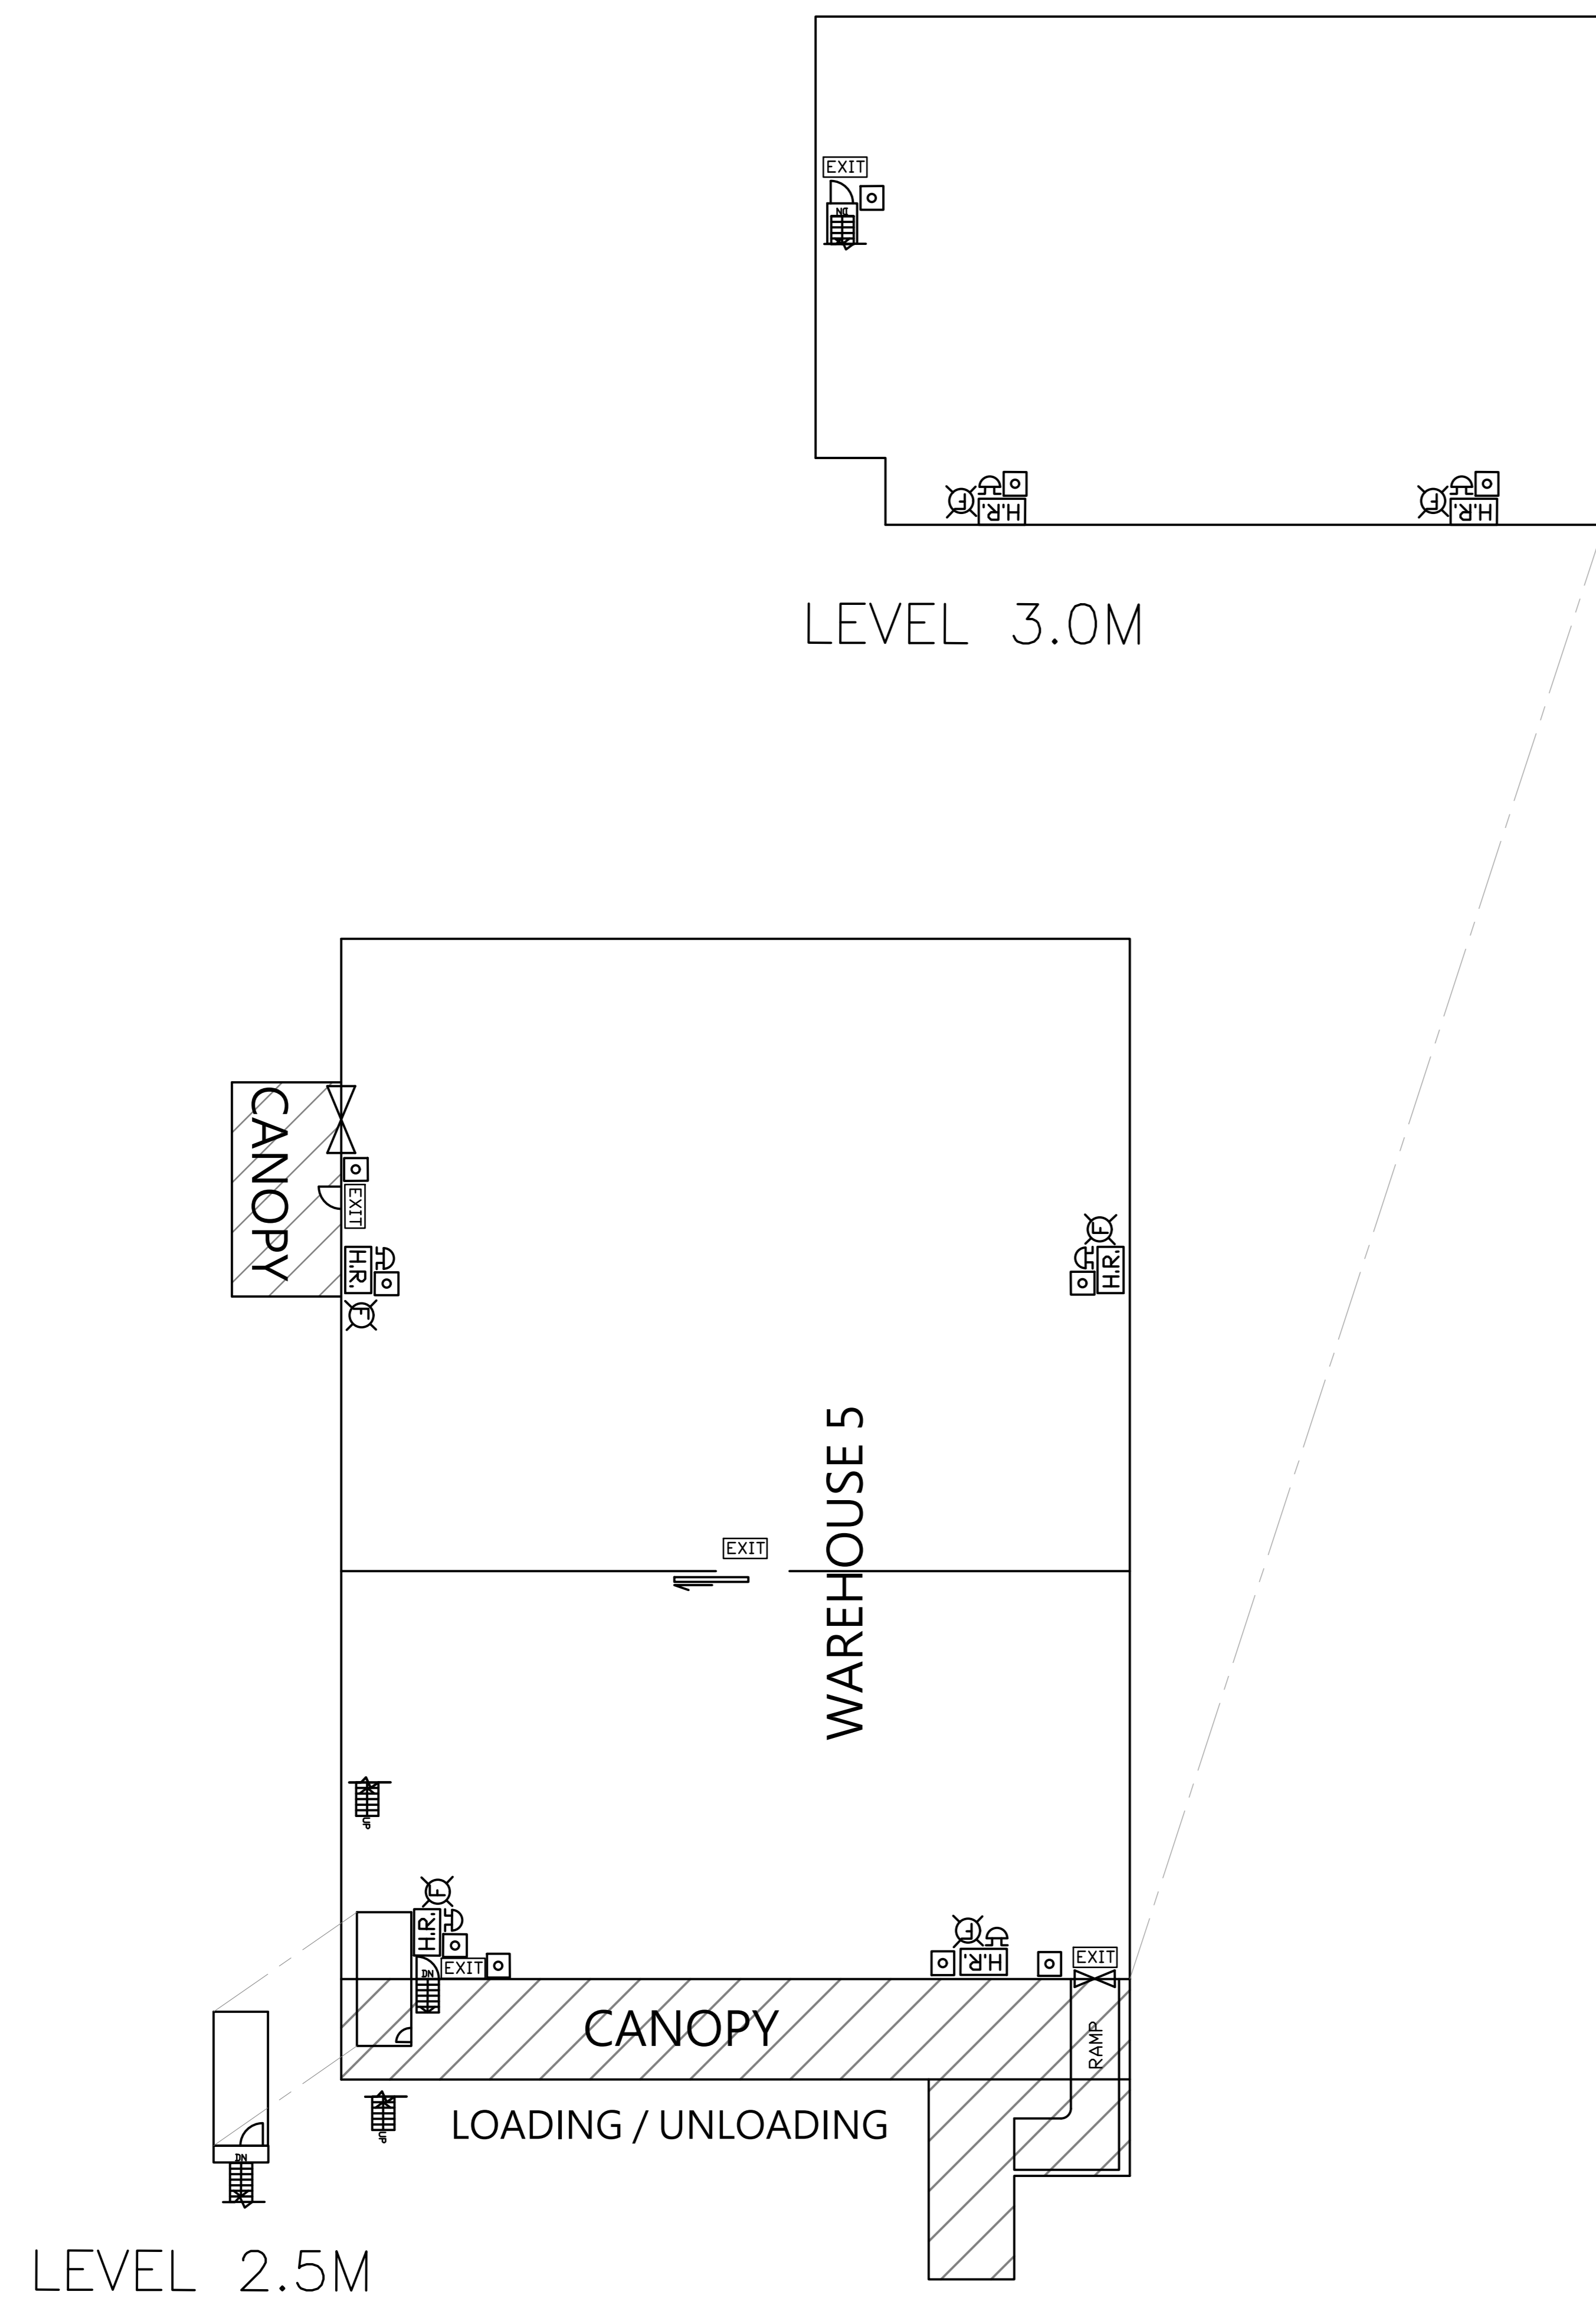 EXIT
DN
F
H.R.
F
H.R.
LEVEL 3.0M
CANOPY
EXIT
H.R.
F
F
H.R.
WAREHOUSE 5
EXIT
UP
F
H.R.
EXIT
DN
F
H.R.
EXIT
CANOPY
RAMP
UP
LOADING / UNLOADING
DN
LEVEL 2.5M